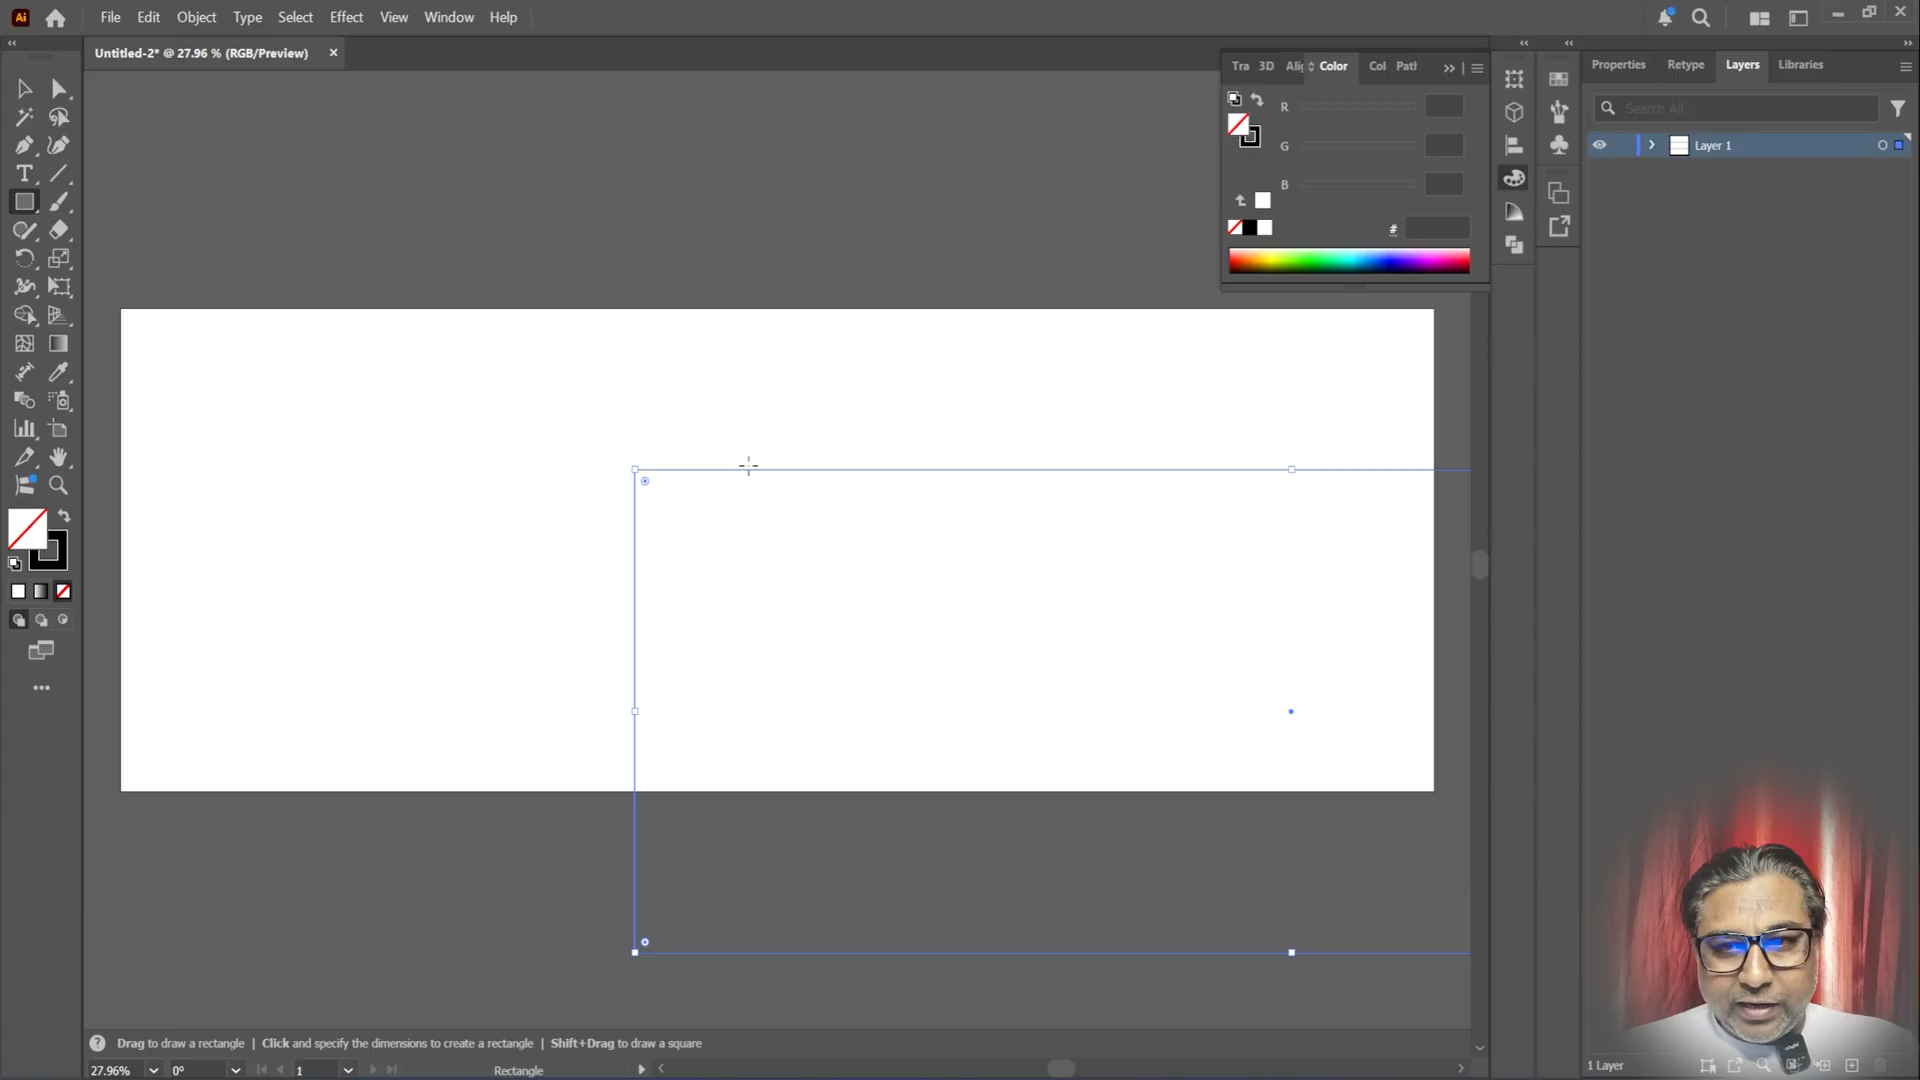 Ai File Edit Object Type Select Effect View Window Help
Untitled-2* @ 27.96 % (RGB/Preview)
Tra 3D Alig Color Col Path
R
G
B
#
Properties Retype Layers Libraries
Search All
Layer 1
Drag to draw a rectangle | Click and specify the dimensions to create a rectangle | Shift+Drag to draw a square
27.96% 0° 1 Rectangle
1 Layer